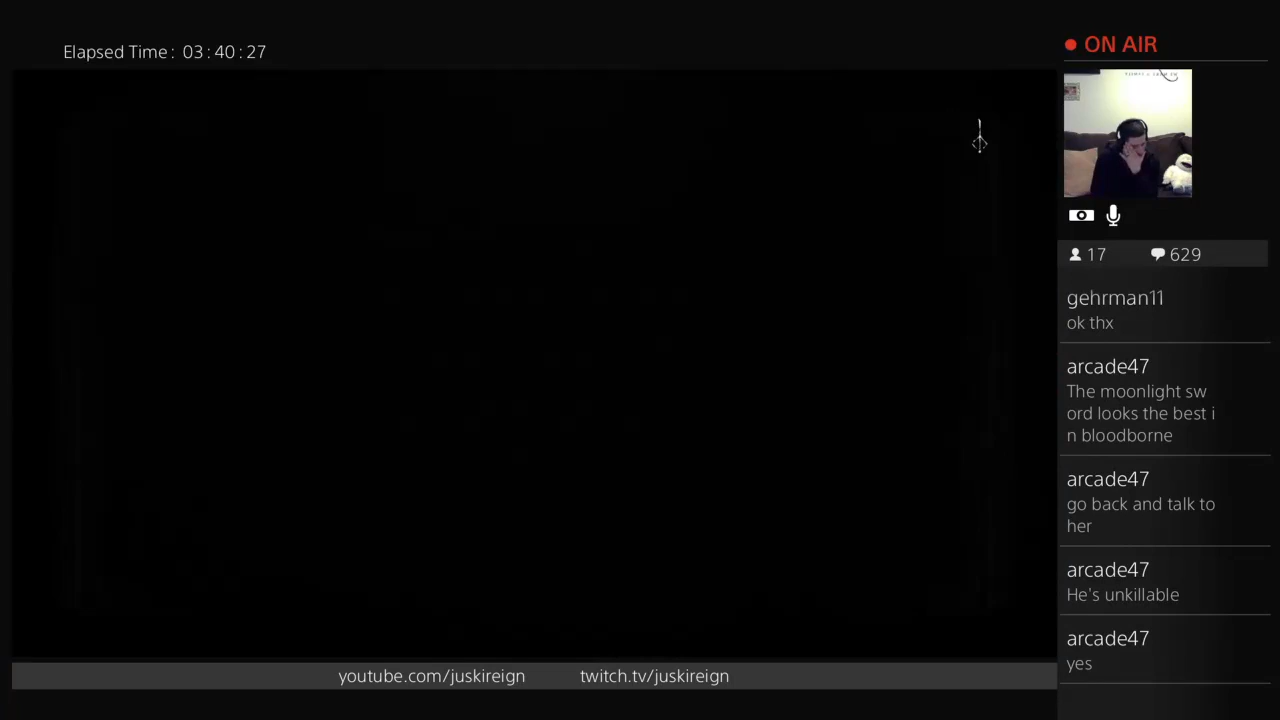 Elapsed Time: 03:40:27
ON AIR
17 629
gehrman11
ok thx
arcade47
The moonlight sw
ord looks the best i
n bloodborne
arcade47
go back and talk to
her
arcade47
He's unkillable
arcade47
yes
youtube.com/juskireign twitch.tv/juskireign